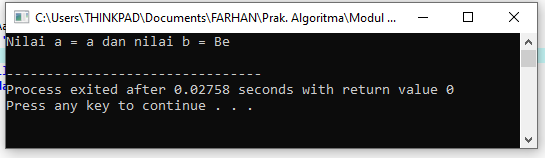 C:\Users\THINKPAD\Documents\FARHAN\Prak. Algoritma\Modul ...
Nilai a = a dan nilai b = Be
--------------------------------
Process exited after 0.02758 seconds with return value 0
Press any key to continue . . .